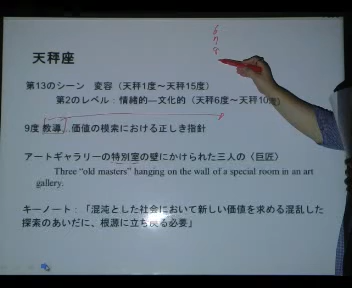 6
7
8
天秤座
第13のシーン 変容（天秤1度～天秤15度）
第2のレベル：情緒的―文化的（天秤6度～天秤10度）
9度 教導…価値の模索における正しき指針
アートギャラリーの特別室の壁にかけられた三人の（巨匠）
Three “old masters” hanging on the wall of a special room in an art
gallery.
キーノート：「混沌とした社会において新しい価値を求める混乱した
探索のあいだに、根源に立ち戻る必要」